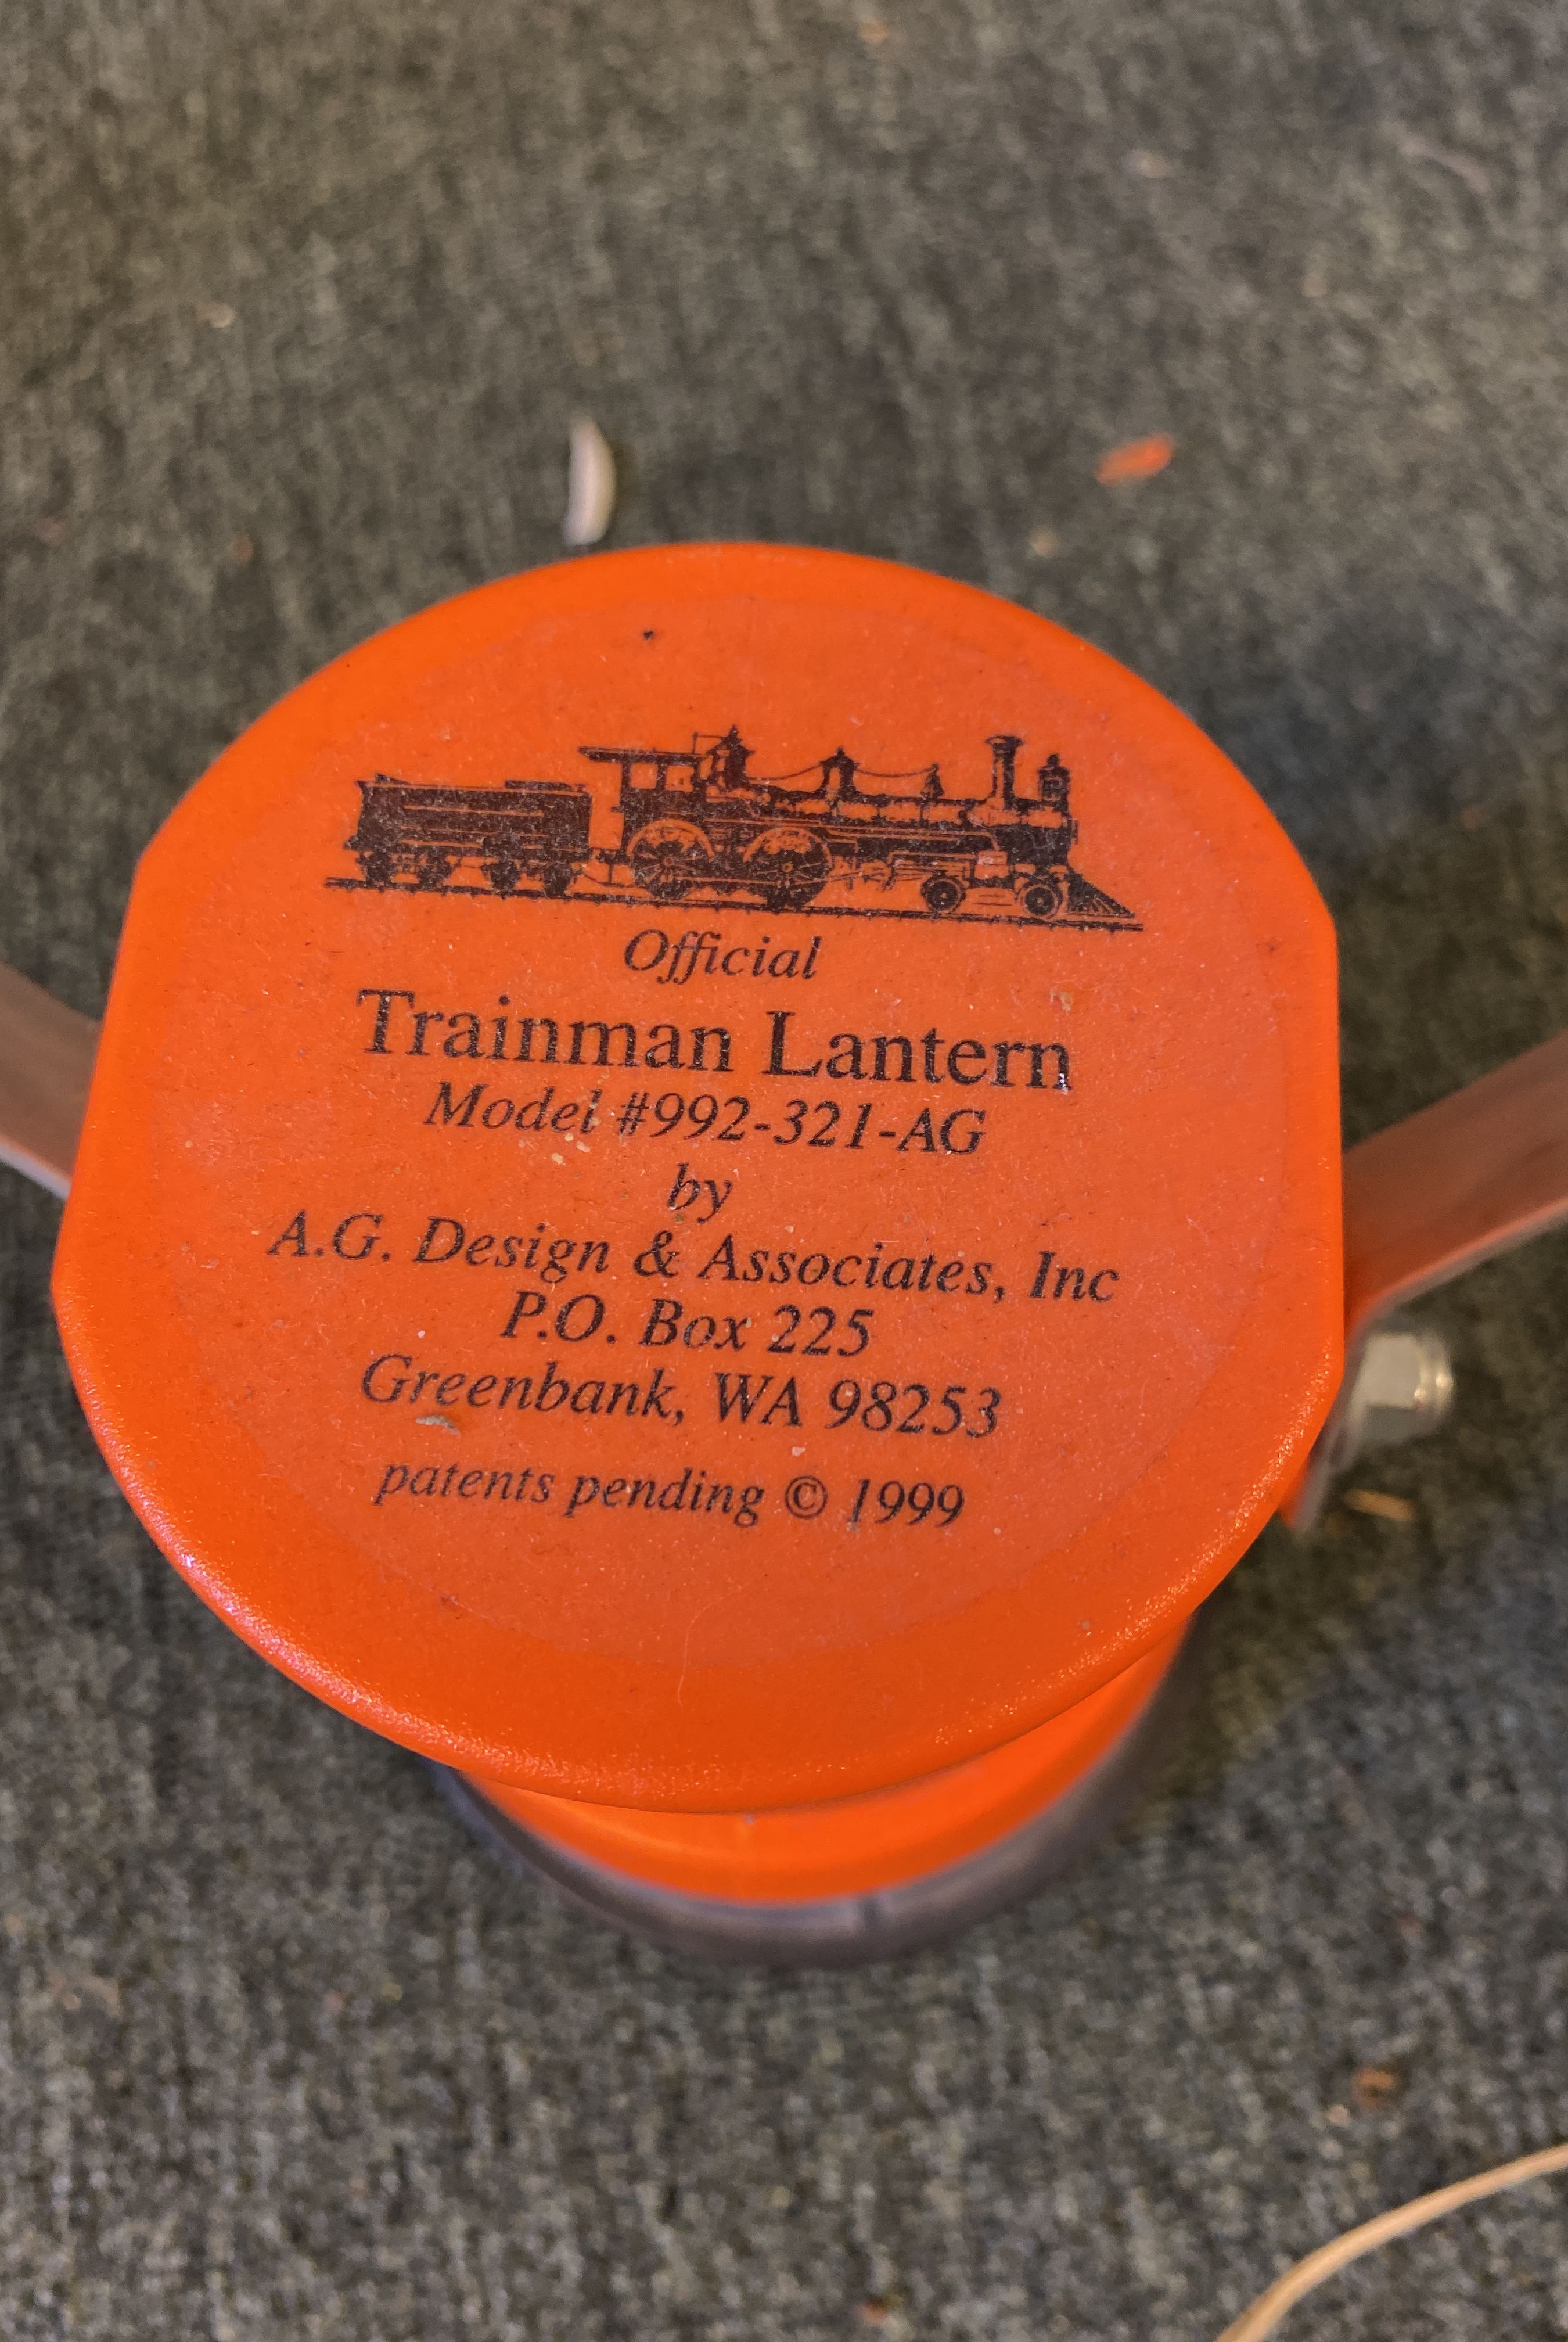 Official
Trainman Lantern
Model #992-321-AG
by
A.G. Design & Associates, Inc
P.O. Box 225
Greenbank, WA 98253
patents pending © 1999